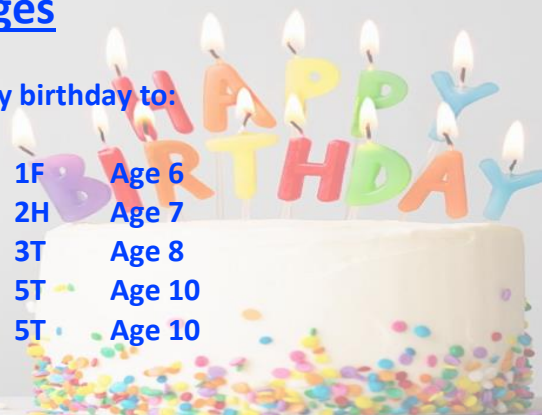 ges
y birthday to:
HAPPY
BIRTHDAY
1F Age 6
2H Age 7
3T Age 8
5T Age 10
5T Age 10